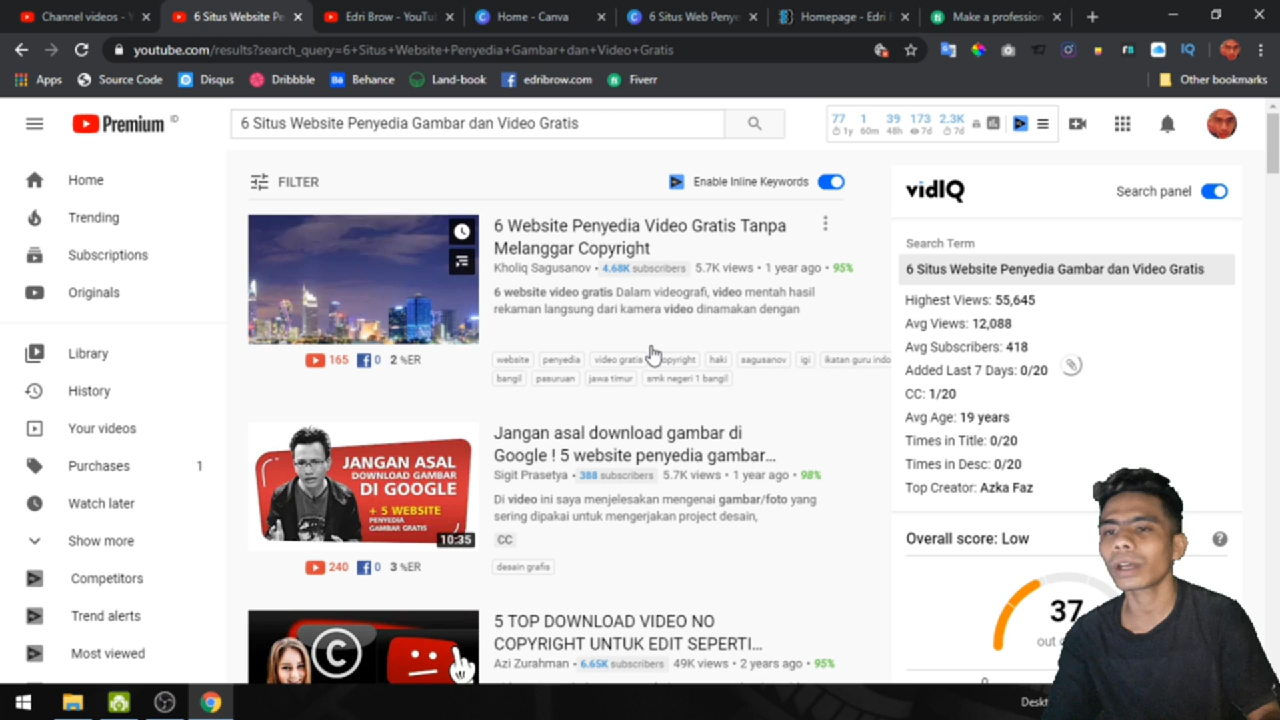 Channel videos - Y
6 Situs Website Pe
Edri Brow - YouTu
Home - Canva
6 Situs Web Penye
Homepage - Edri
Make a profession
youtube.com/results?search_query=6+Situs+Website+Penyedia+Gambar+dan+Video+Gratis
Apps
Source Code
Disqus
Dribbble
Behance
Land-book
edribrow.com
Fiverr
Other bookmarks
Premium ID
6 Situs Website Penyedia Gambar dan Video Gratis
77 1 39 173 2.3K
1y 60m 48h 7d 7d
Home
Trending
Subscriptions
Originals
Library
History
Your videos
Purchases 1
Watch later
Show more
Competitors
Trend alerts
Most viewed
FILTER
Enable Inline Keywords
6 Website Penyedia Video Gratis Tanpa
Melanggar Copyright
Kholiq Sagusanov • 4.68K subscribers • 5.7K views • 1 year ago • 95%
6 website video gratis Dalam videografi, video mentah hasil
rekaman langsung dari kamera video dinamakan dengan
165 0 2 %ER
website penyedia video gratis copyright haki sagusanov igi ikatan guru indo
bangil pasuruan jawa timur smk negeri 1 bangil
JANGAN ASAL
DOWNLOAD GAMBAR
DI GOOGLE
+ 5 WEBSITE
PENYEDIA
GAMBAR GRATIS
10:35
Jangan asal download gambar di
Google ! 5 website penyedia gambar...
Sigit Prasetya • 388 subscribers • 5.7K views • 1 year ago • 98%
Di video ini saya menjelesakan mengenai gambar/foto yang
sering dipakai untuk mengerjakan project desain,
CC
240 0 3 %ER
desain grafis
5 TOP DOWNLOAD VIDEO NO
COPYRIGHT UNTUK EDIT SEPERTI...
Azi Zurahman • 6.65K subscribers • 49K views • 2 years ago • 95%
vidIQ
Search panel
Search Term
6 Situs Website Penyedia Gambar dan Video Gratis
Highest Views: 55,645
Avg Views: 12,088
Avg Subscribers: 418
Added Last 7 Days: 0/20
CC: 1/20
Avg Age: 19 years
Times in Title: 0/20
Times in Desc: 0/20
Top Creator: Azka Faz
Overall score: Low
37
out
Deskt